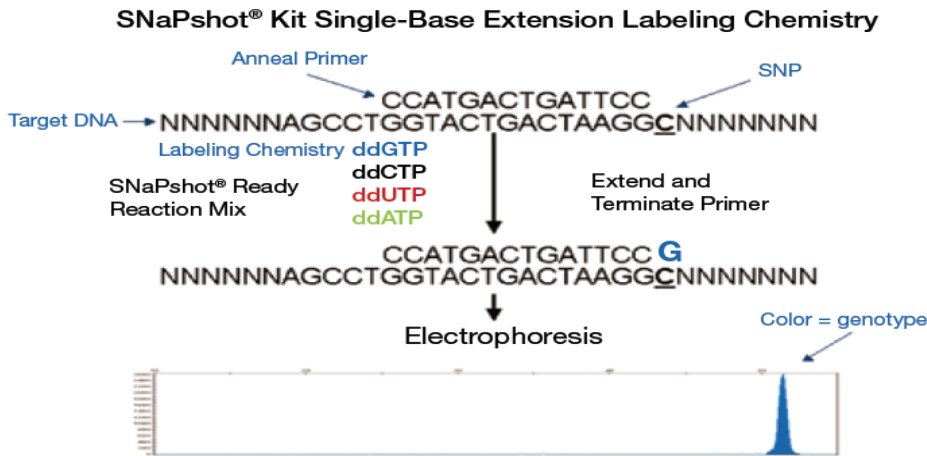 SNaPshot® Kit Single-Base Extension Labeling Chemistry
Anneal Primer
SNP
CCATGACTGATTCC
Target DNA
NNNNNNAGCCTGGTACTGACTAAGGCNNNNNNN
Labeling Chemistry ddGTP
ddCTP
ddUTP
ddATP
SNaPshot® Ready
Reaction Mix
Extend and
Terminate Primer
CCATGACTGATTCC G
NNNNNNAGCCTGGTACTGACTAAGGCNNNNNNN
Electrophoresis
Color = genotype